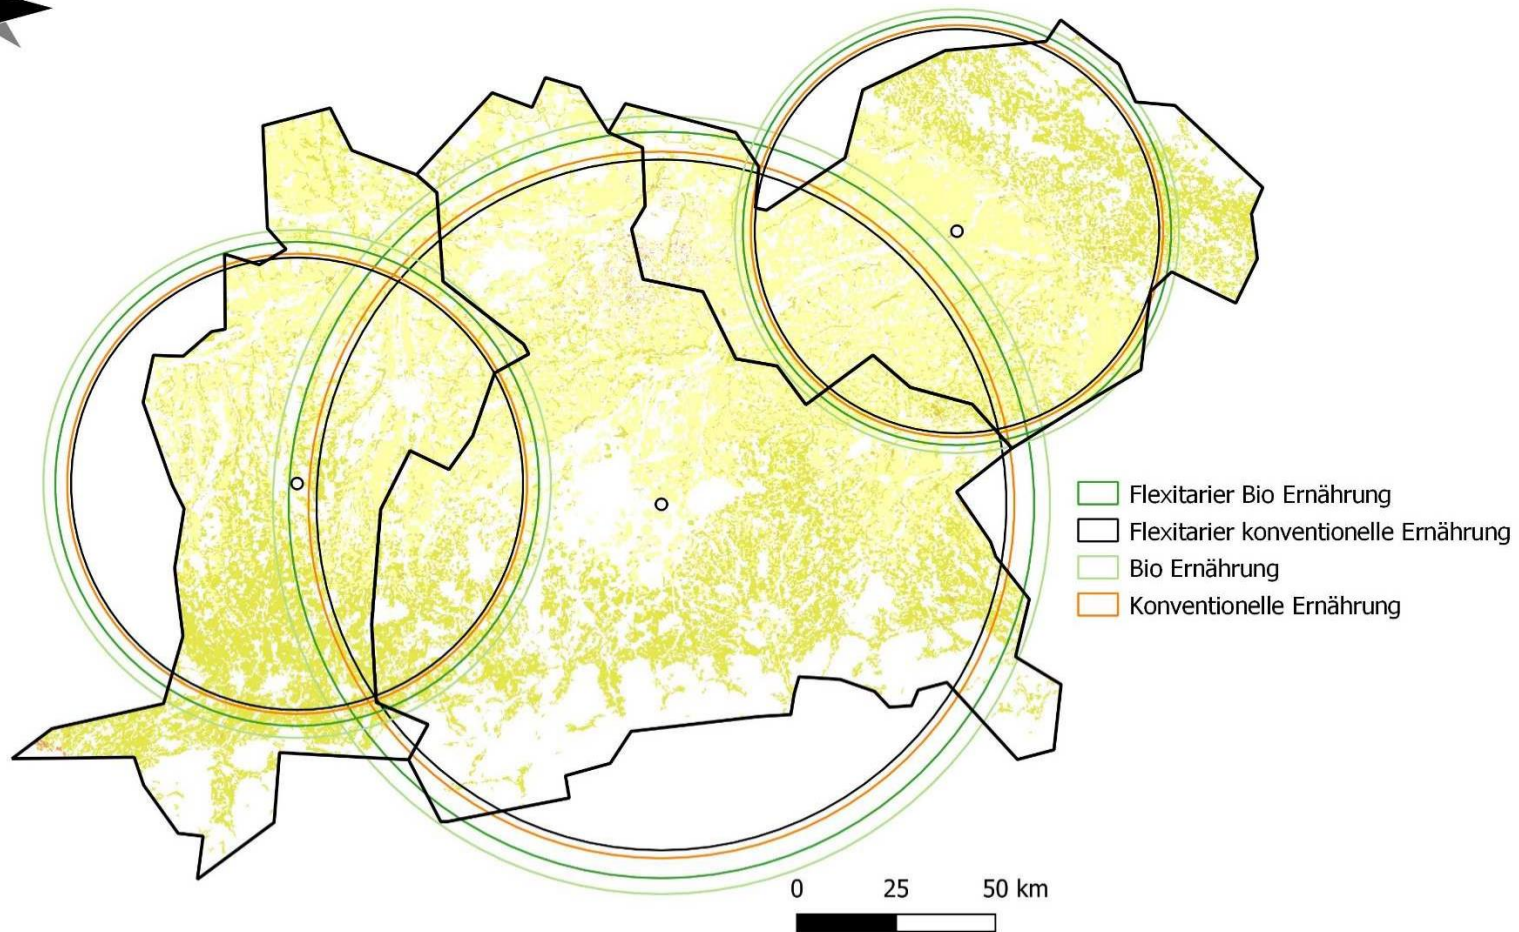 Flexitarier Bio Ernährung
Flexitarier konventionelle Ernährung
Bio Ernährung
Konventionelle Ernährung
0 25 50 km